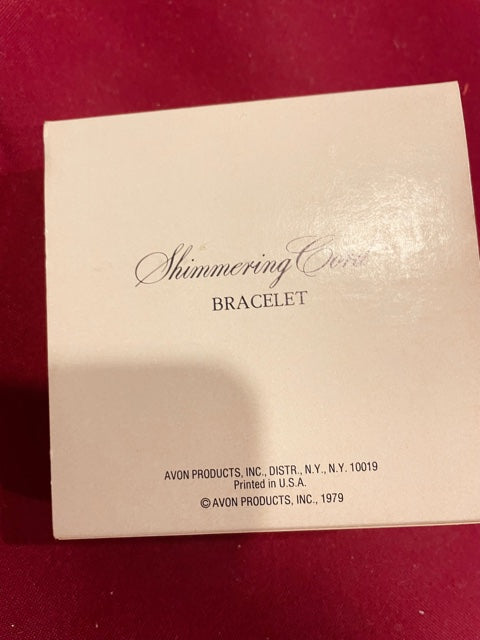 Shimmering
BRACELET
AVON PRODUCTS, INC., DISTR., N.Y., N.Y. 10019
Printed in U.S.A.
© AVON PRODUCTS, INC., 1979